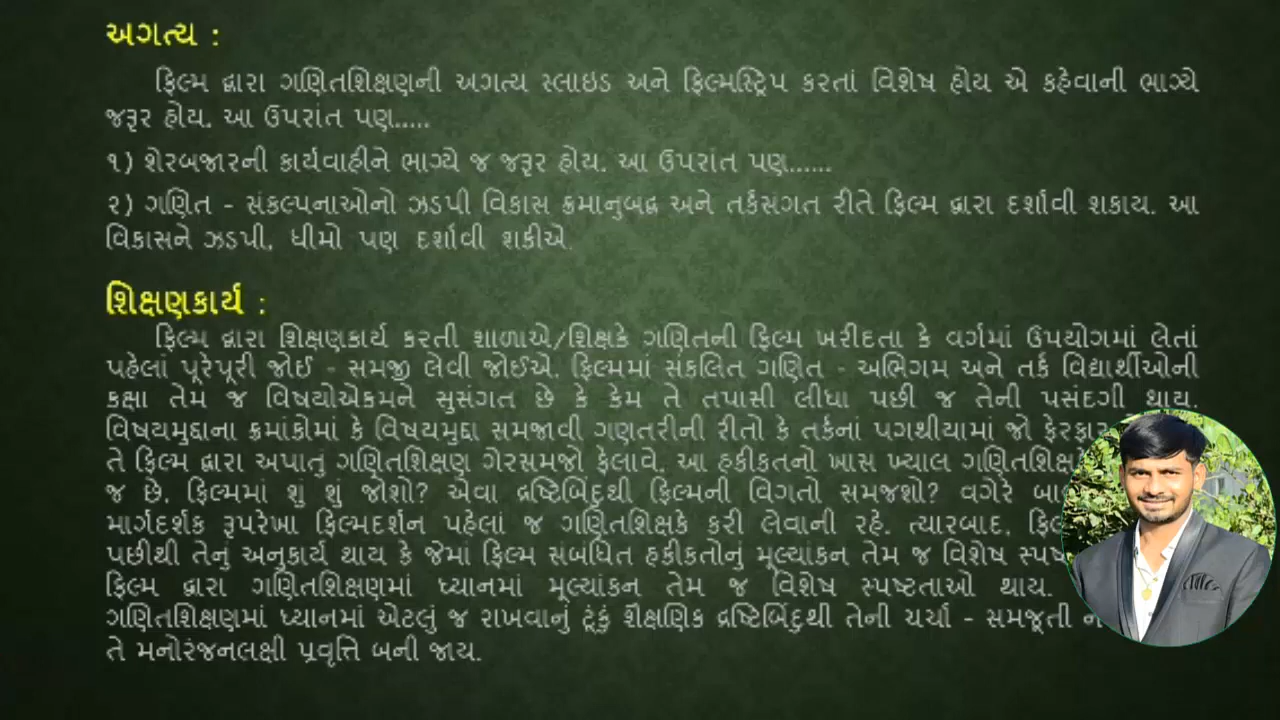 અગત્ય :
ફિલ્મ દ્વારા ગણિતશિક્ષણની અગત્ય સ્લાઇડ અને ફિલ્મસ્ટ્રિપ કરતાં વિશેષ હોય એ કહેવાની ભાગ્યે
જરૂર હોય. આ ઉપરાંત પણ.....
૧) શેરબજારની કાર્યવાહીને ભાગ્યે જ જરૂર હોય. આ ઉપરાંત પણ......
૨) ગણિત - સંકલ્પનાઓનો ઝડપી વિકાસ ક્રમાનુબદ્ધ અને તર્કસંગત રીતે ફિલ્મ દ્વારા દર્શાવી શકાય. આ
વિકાસને ઝડપી, ધીમો પણ દર્શાવી શકીએ.
શિક્ષણકાર્ય :
ફિલ્મ દ્વારા શિક્ષણકાર્ય કરતી શાળાએ/શિક્ષકે ગણિતની ફિલ્મ ખરીદતા કે વર્ગમાં ઉપયોગમાં લેતાં
પહેલાં પૂરેપૂરી જોઈ - સમજી લેવી જોઈએ. ફિલ્મમાં સંકલિત ગણિત - અભિગમ અને તર્ક વિદ્યાર્થીઓની
કક્ષા તેમ જ વિષયોએકમને સુસંગત છે કે કેમ તે તપાસી લીધા પછી જ તેની પસંદગી થાય.
વિષયમુદ્દાના ક્રમાંકોમાં કે વિષયમુદ્દા સમજાવી ગણતરીની રીતો કે તર્કનાં પગથીયામાં જો ફેરફાર
તે ફિલ્મ દ્વારા અપાતું ગણિતશિક્ષણ ગેરસમજો ફેલાવે. આ હકીકતનો ખાસ ખ્યાલ
જ છે. ફિલ્મમાં શું શું જોશો? એવા દ્રષ્ટિબિંદુથી ફિલ્મની વિગતો સમજશો? વગેરે
માર્ગદર્શક રૂપરેખા ફિલ્મદર્શન પહેલાં જ ગણિતશિક્ષકે કરી લેવાની રહે. ત્યારબાદ,
પછીથી તેનું અનુકાર્ય થાય કે જેમાં ફિલ્મ સંબંધિત હકીકતોનું મૂલ્યાંકન તેમ જ વિશેષ
ફિલ્મ દ્વારા ગણિતશિક્ષણમાં ધ્યાનમાં મૂલ્યાંકન તેમ જ વિશેષ સ્પષ્ટતાઓ થાય.
ગણિતશિક્ષણમાં ધ્યાનમાં એટલું જ રાખવાનું ટૂંકું શૈક્ષણિક દ્રષ્ટિબિંદુથી તેની ચર્ચા - સમજૂતી
તે મનોરંજનલક્ષી પ્રવૃત્તિ બની જાય.